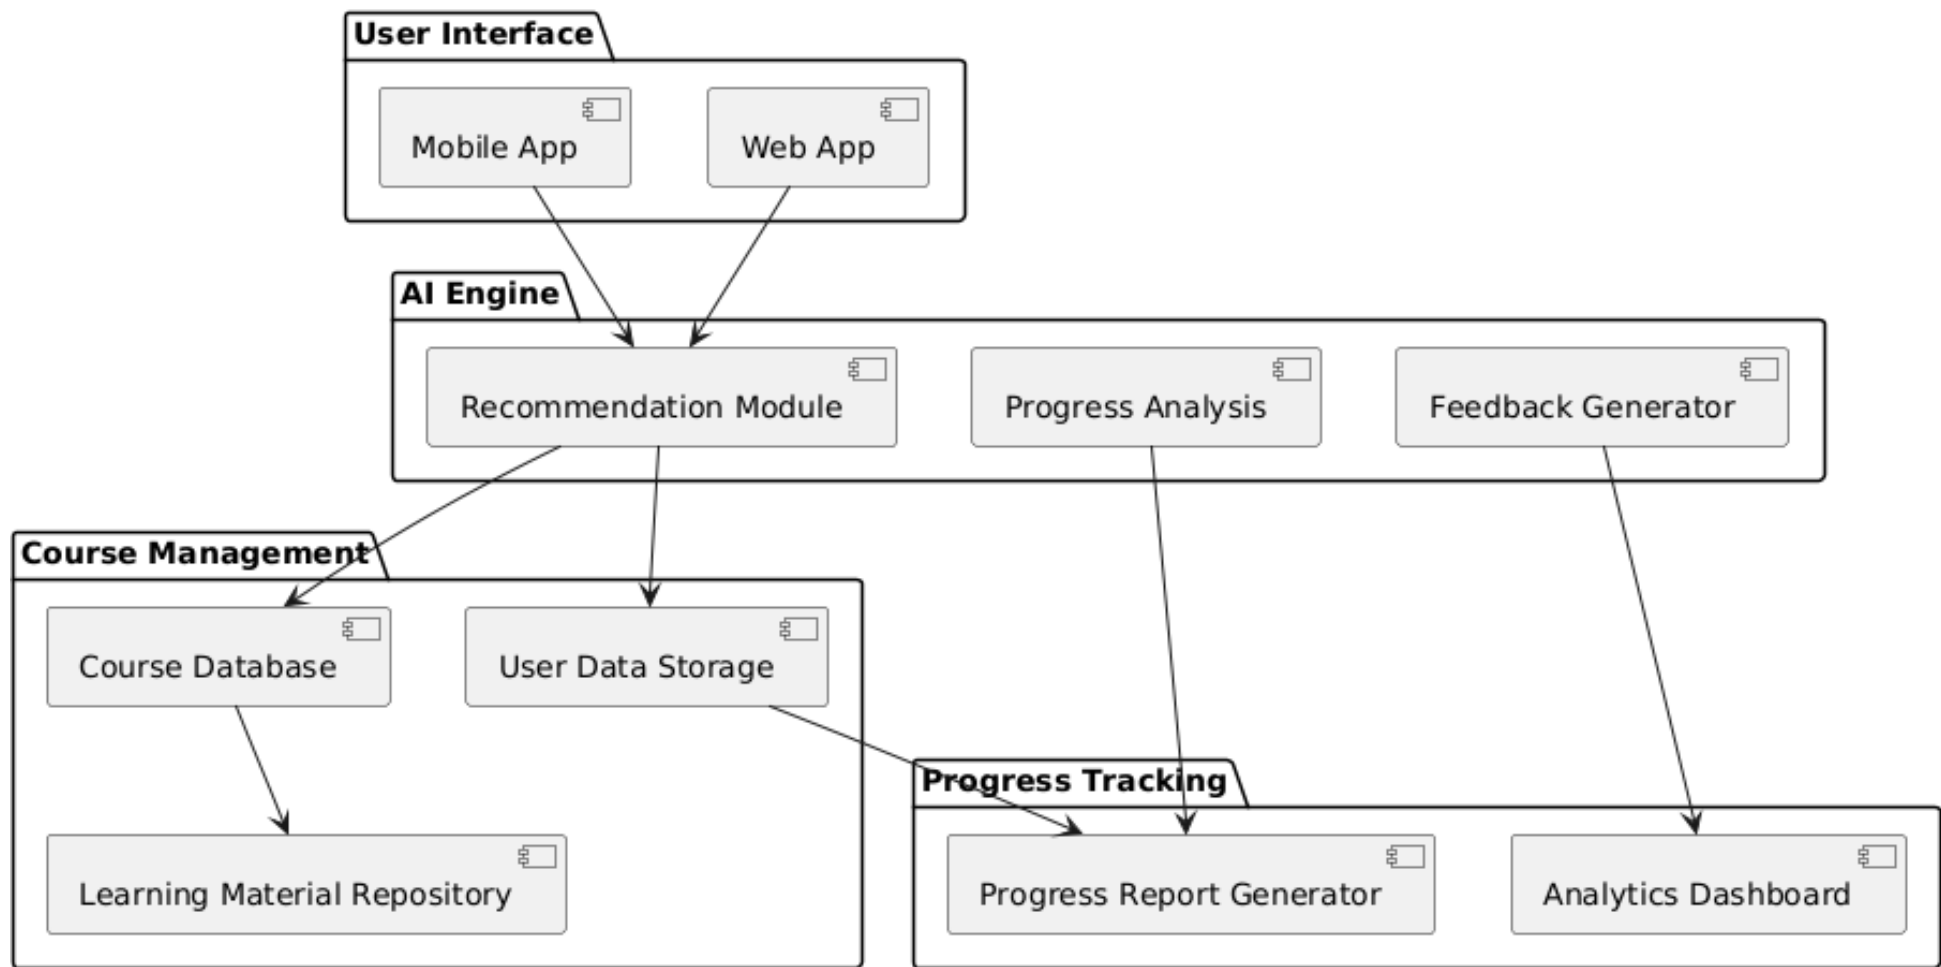 User Interface
Mobile App
Web App
AI Engine
Recommendation Module
Progress Analysis
Feedback Generator
Course Management
Course Database
User Data Storage
Progress Tracking
Learning Material Repository
Progress Report Generator
Analytics Dashboard